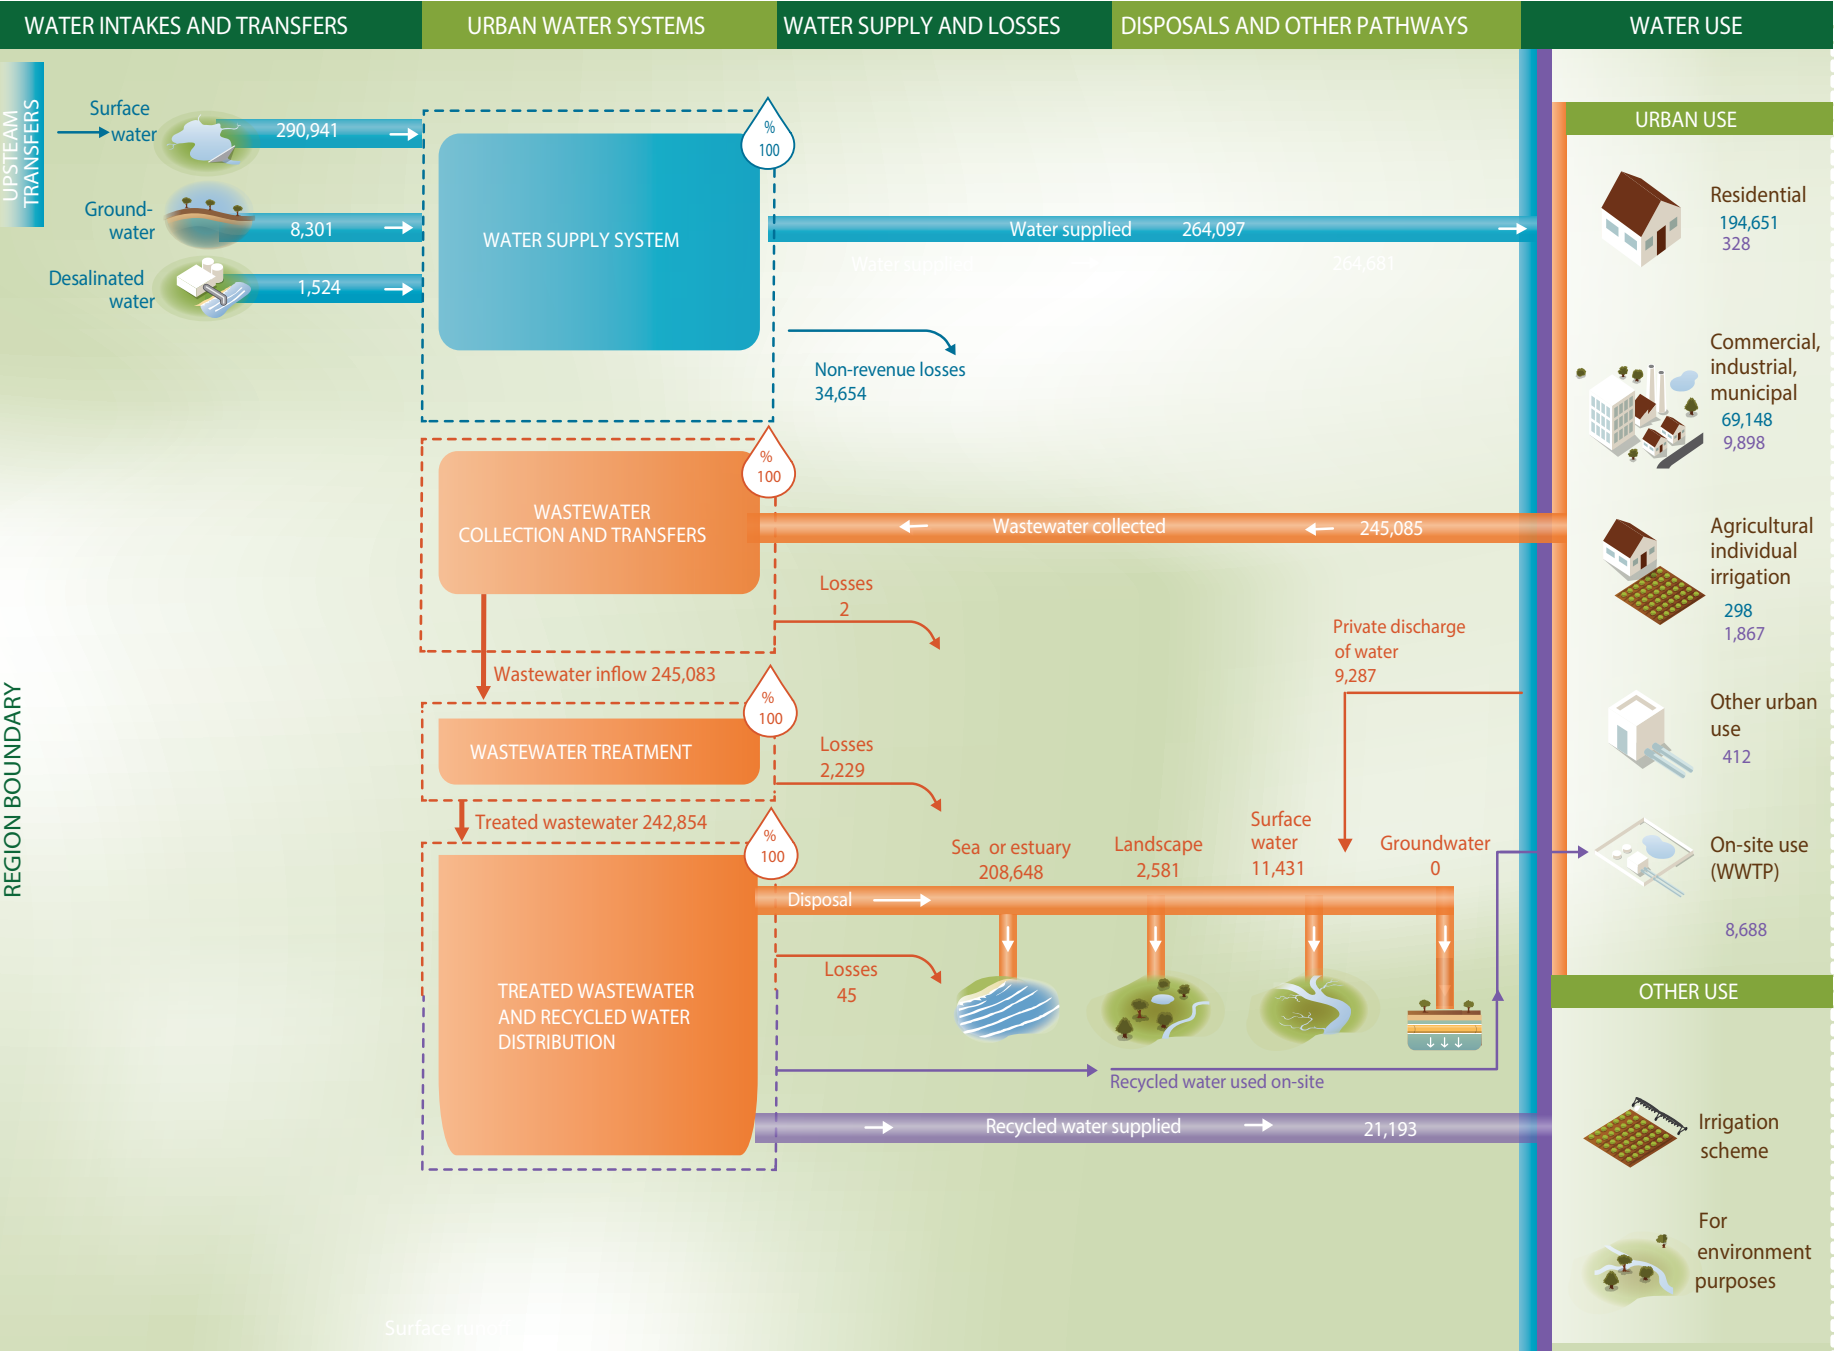 WATER INTAKES AND TRANSFERS
URBAN WATER SYSTEMS
WATER SUPPLY AND LOSSES
DISPOSALS AND OTHER PATHWAYS
WATER USE
UPSTEAM
TRANSFERS
Surface
water
290,941
Ground-
water
8,301
Desalinated
water
1,524
REGION BOUNDARY
%
100
WATER SUPPLY SYSTEM
Water supplied 264,097
Water supplied 264,681
Non-revenue losses
34,654
%
100
WASTEWATER
COLLECTION AND TRANSFERS
Wastewater collected 245,085
Losses
2
Wastewater inflow 245,083
%
100
WASTEWATER TREATMENT
Losses
2,229
Treated wastewater 242,854
%
100
TREATED WASTEWATER
AND RECYCLED WATER
DISTRIBUTION
Private discharge
of water
9,287
Disposal
Sea or estuary
208,648
Landscape
2,581
Surface
water
11,431
Groundwater
0
Losses
45
Recycled water used on-site
Recycled water supplied 21,193
Surface runoff
URBAN USE
Residential
194,651
328
Commercial,
industrial,
municipal
69,148
9,898
Agricultural
individual
irrigation
298
1,867
Other urban
use
412
On-site use
(WWTP)
8,688
OTHER USE
Irrigation
scheme
For
environment
purposes